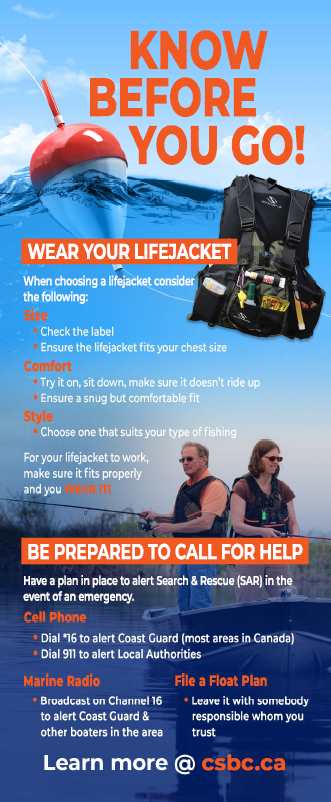 KNOW
BEFORE
YOU GO!
WEAR YOUR LIFEJACKET
When choosing a lifejacket consider
the following:
Size
• Check the label
• Ensure the lifejacket fits your chest size
Comfort
• Try it on, sit down, make sure it doesn't ride up
• Ensure a snug but comfortable fit
Style
• Choose one that suits your type of fishing
For your lifejacket to work,
make sure it fits properly
and you WEAR IT!
BE PREPARED TO CALL FOR HELP
Have a plan in place to alert Search & Rescue (SAR) in the
event of an emergency.
Cell Phone
• Dial *16 to alert Coast Guard (most areas in Canada)
• Dial 911 to alert Local Authorities
Marine Radio
• Broadcast on Channel 16
to alert Coast Guard &
other boaters in the area
File a Float Plan
• Leave it with somebody
responsible whom you
trust
Learn more @ csbc.ca